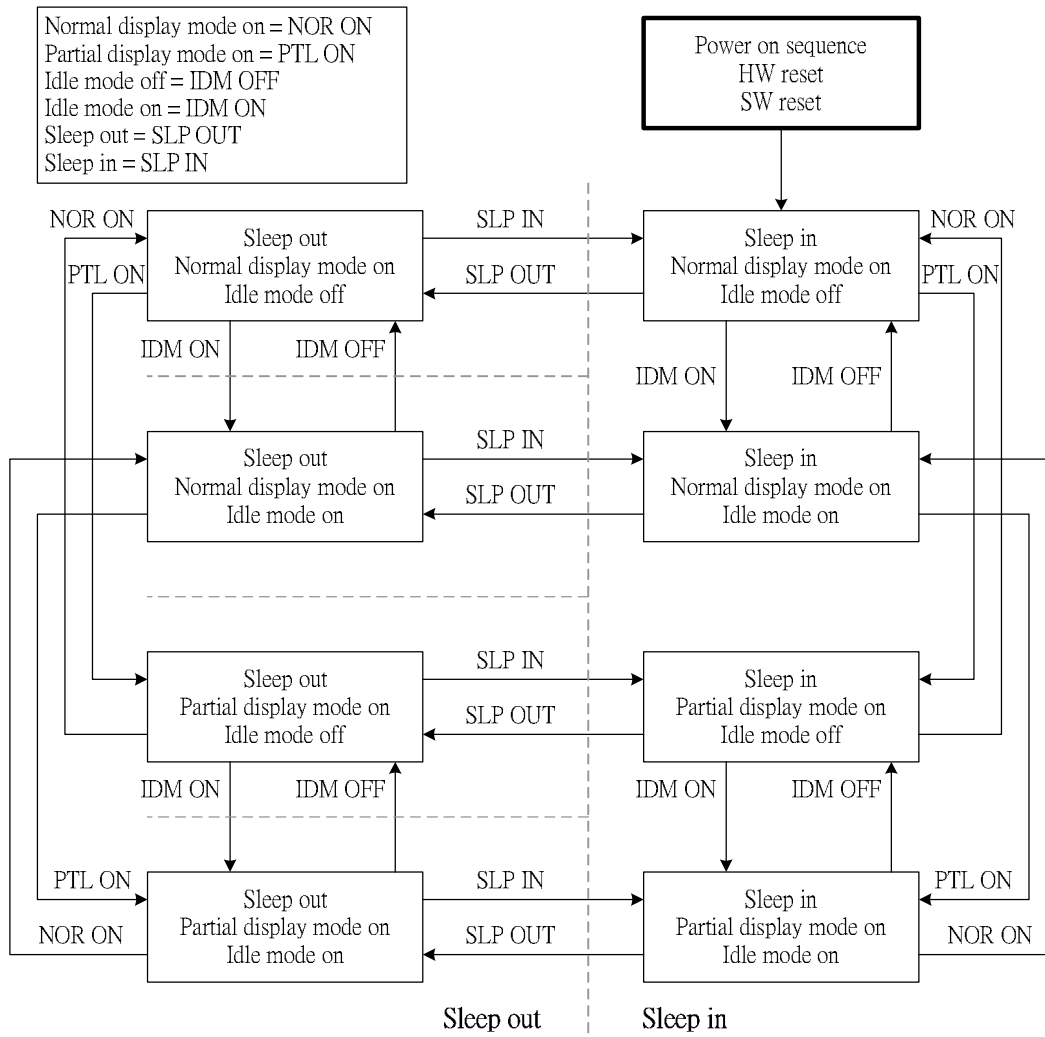 Normal display mode on = NOR ON
Partial display mode on = PTL ON
Idle mode off = IDM OFF
Idle mode on = IDM ON
Sleep out = SLP OUT
Sleep in = SLP IN
Power on sequence
HW reset
SW reset
NOR ON
PTL ON
Sleep out
Normal display mode on
Idle mode off
SLP IN
SLP OUT
Sleep in
Normal display mode on
Idle mode off
NOR ON
PTL ON
IDM ON
IDM OFF
IDM ON
IDM OFF
Sleep out
Normal display mode on
Idle mode on
SLP IN
SLP OUT
Sleep in
Normal display mode on
Idle mode on
Sleep out
Partial display mode on
Idle mode off
SLP IN
SLP OUT
Sleep in
Partial display mode on
Idle mode off
IDM ON
IDM OFF
IDM ON
IDM OFF
PTL ON
NOR ON
Sleep out
Partial display mode on
Idle mode on
SLP IN
SLP OUT
Sleep in
Partial display mode on
Idle mode on
PTL ON
NOR ON
Sleep out
Sleep in